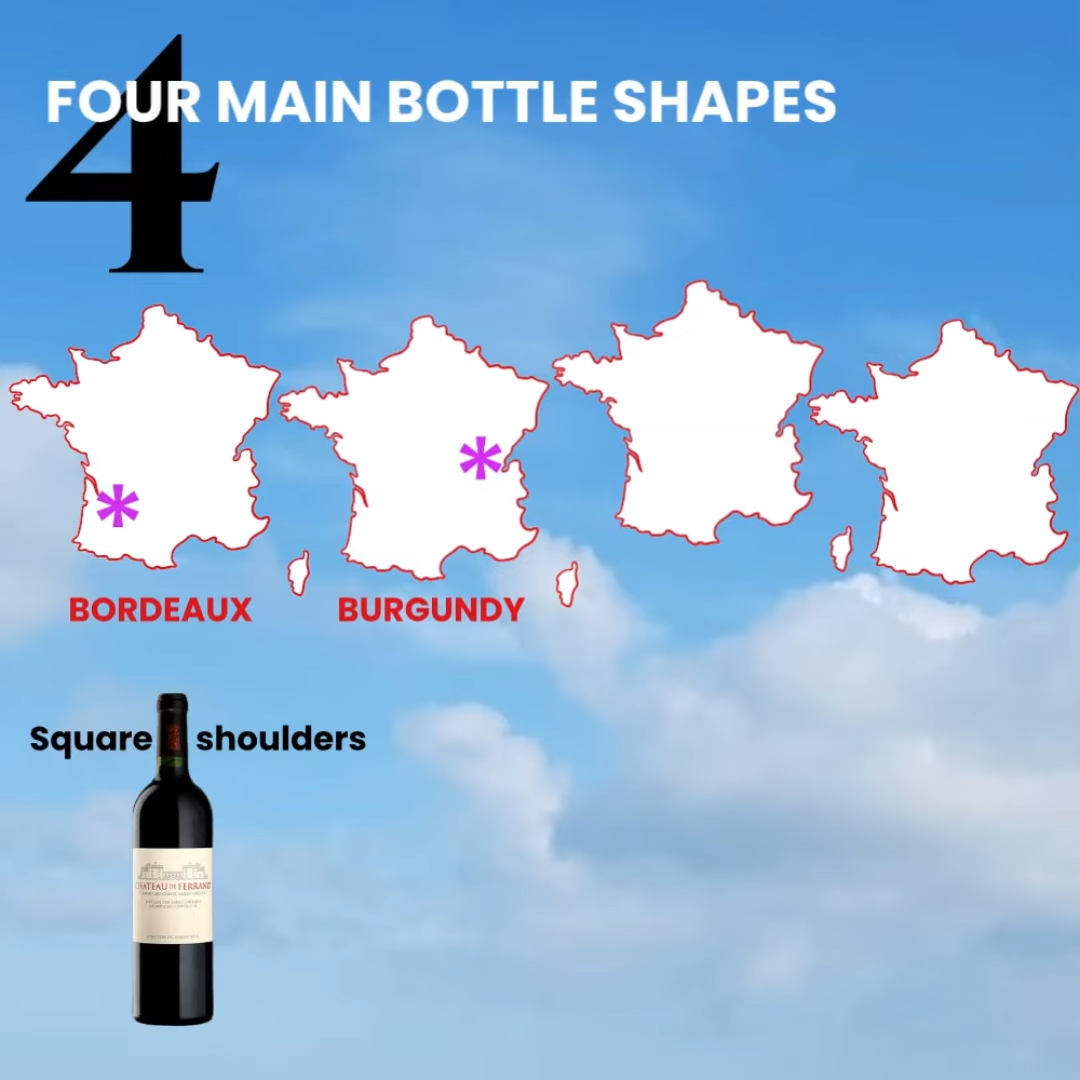 4
FOUR MAIN BOTTLE SHAPES
*
*
BORDEAUX
BURGUNDY
Square shoulders
CHATEAU DE FERRAND